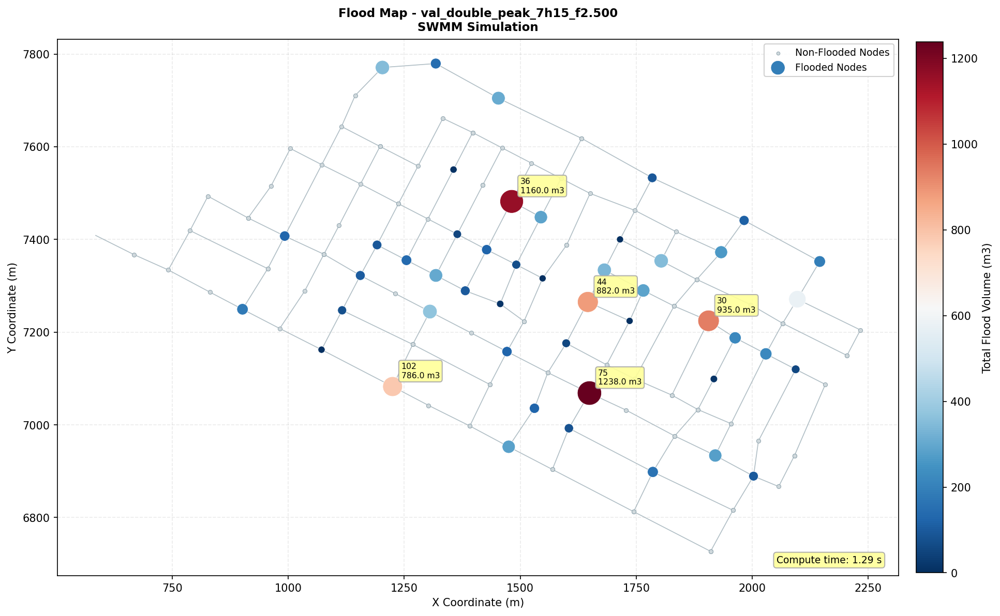 Flood Map - val_double_peak_7h15_f2.500
SWMM Simulation
Non-Flooded Nodes
Flooded Nodes
7800
7600
7400
7200
7000
6800
Y Coordinate (m)
36
1160.0 m3
44
882.0 m3
30
935.0 m3
102
786.0 m3
75
1238.0 m3
Compute time: 1.29 s
750
1000
1250
1500
1750
2000
2250
X Coordinate (m)
1200
1000
800
600
400
200
0
Total Flood Volume (m3)